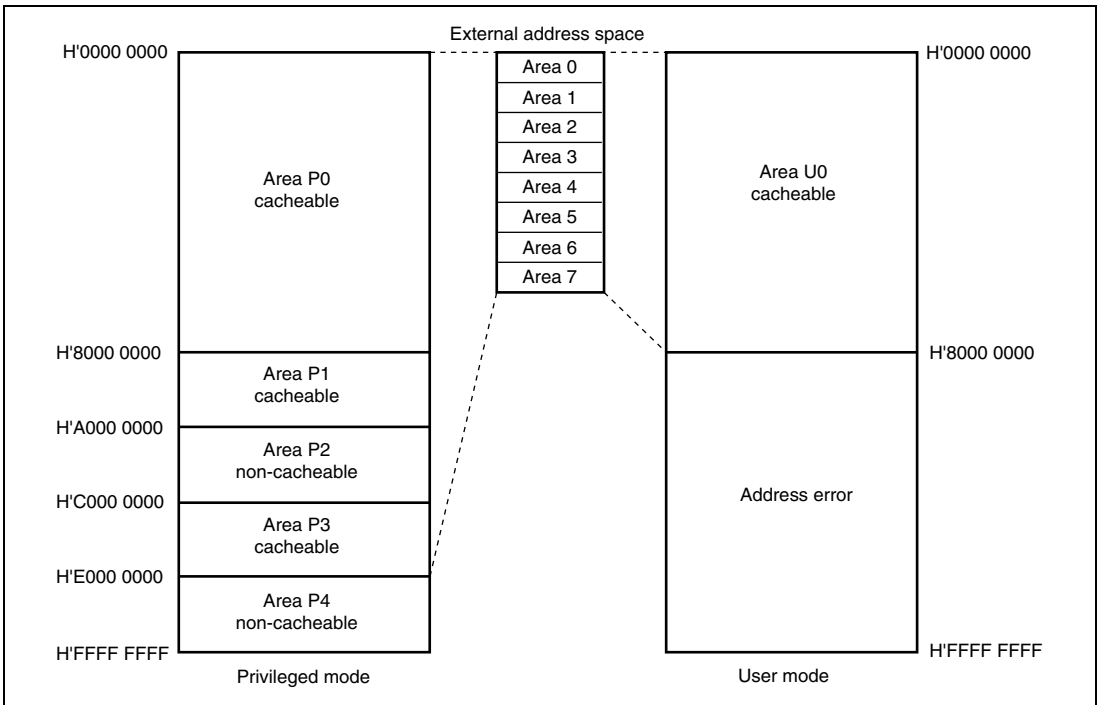 External address space
H'0000 0000
H'0000 0000
Area 0
Area 1
Area 2
Area 3
Area 4
Area 5
Area 6
Area 7
Area P0
cacheable
Area U0
cacheable
H'8000 0000
H'8000 0000
Area P1
cacheable
H'A000 0000
Area P2
non-cacheable
H'C000 0000
Address error
Area P3
cacheable
H'E000 0000
Area P4
non-cacheable
H'FFFF FFFF
H'FFFF FFFF
Privileged mode
User mode